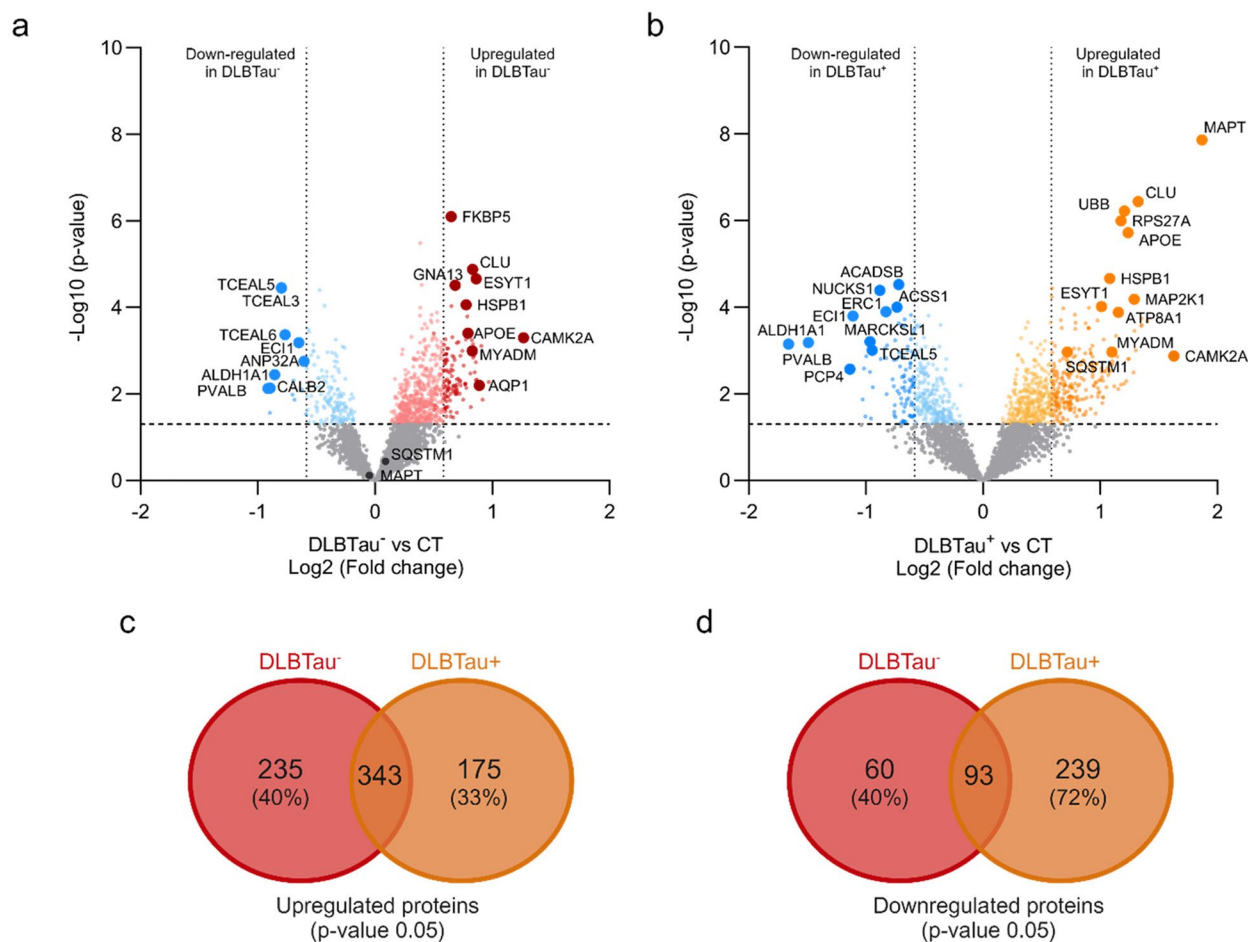 a
Down-regulated
in DLBTau-
Upregulated
in DLBTau-
10
8
6
4
2
0
-Log10 (p-value)
FKBP5
CLU
GNA13
ESYT1
HSPB1
APOE
CAMK2A
MYADM
AQP1
TCEAL5
TCEAL3
TCEAL6
ECI1
ANP32A
ALDH1A1
PVALB
CALB2
SQSTM1
MAPT
-2
-1
0
1
2
DLBTau- vs CT
Log2 (Fold change)
b
Down-regulated
in DLBTau+
Upregulated
in DLBTau+
10
8
6
4
2
0
-Log10 (p-value)
MAPT
CLU
UBB
RPS27A
APOE
HSPB1
ESYT1
MAP2K1
ATP8A1
MYADM
SQSTM1
CAMK2A
ACADSB
NUCKS1
ERC1
ACSS1
ECI1
ALDH1A1
MARCKSL1
PVALB
TCEAL5
PCP4
-2
-1
0
1
2
DLBTau+ vs CT
Log2 (Fold change)
c
DLBTau-
DLBTau+
235
(40%)
343
175
(33%)
Upregulated proteins
(p-value 0.05)
d
DLBTau-
DLBTau+
60
(40%)
93
239
(72%)
Downregulated proteins
(p-value 0.05)